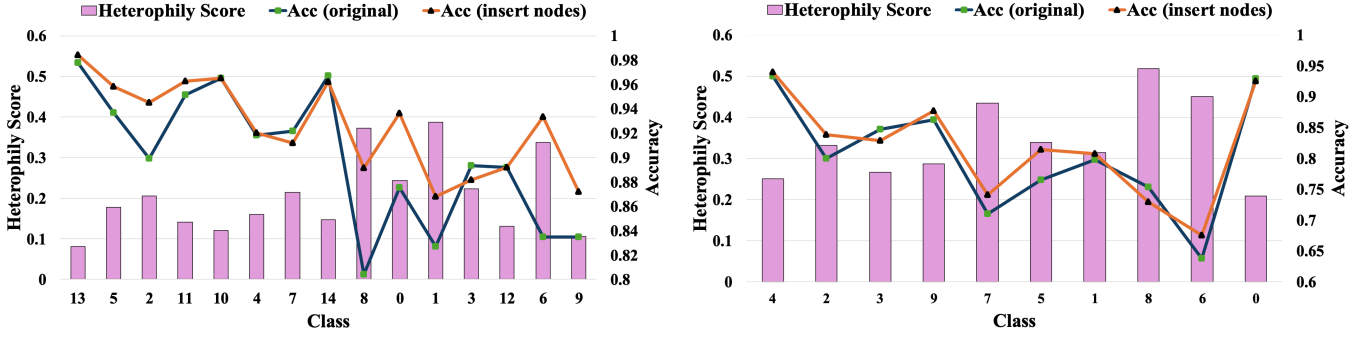 Heterophily Score Acc (original) Acc (insert nodes)
0.6 1
0.98
0.5 0.96
0.94
0.4
0.92
0.3 0.9
0.88
0.2
0.86
0.1 0.84
0.82
0 0.8
Heterophily Score
Accuracy
13 5 2 11 10 4 7 14 8 0 1 3 12 6 9
Class
Heterophily Score Acc (original) Acc (insert nodes)
0.6 1
0.95
0.5
0.9
0.4 0.85
0.3 0.8
0.75
0.2
0.7
0.1
0.65
0 0.6
Heterophily Score
Accuracy
4 2 3 9 7 5 1 8 6 0
Class